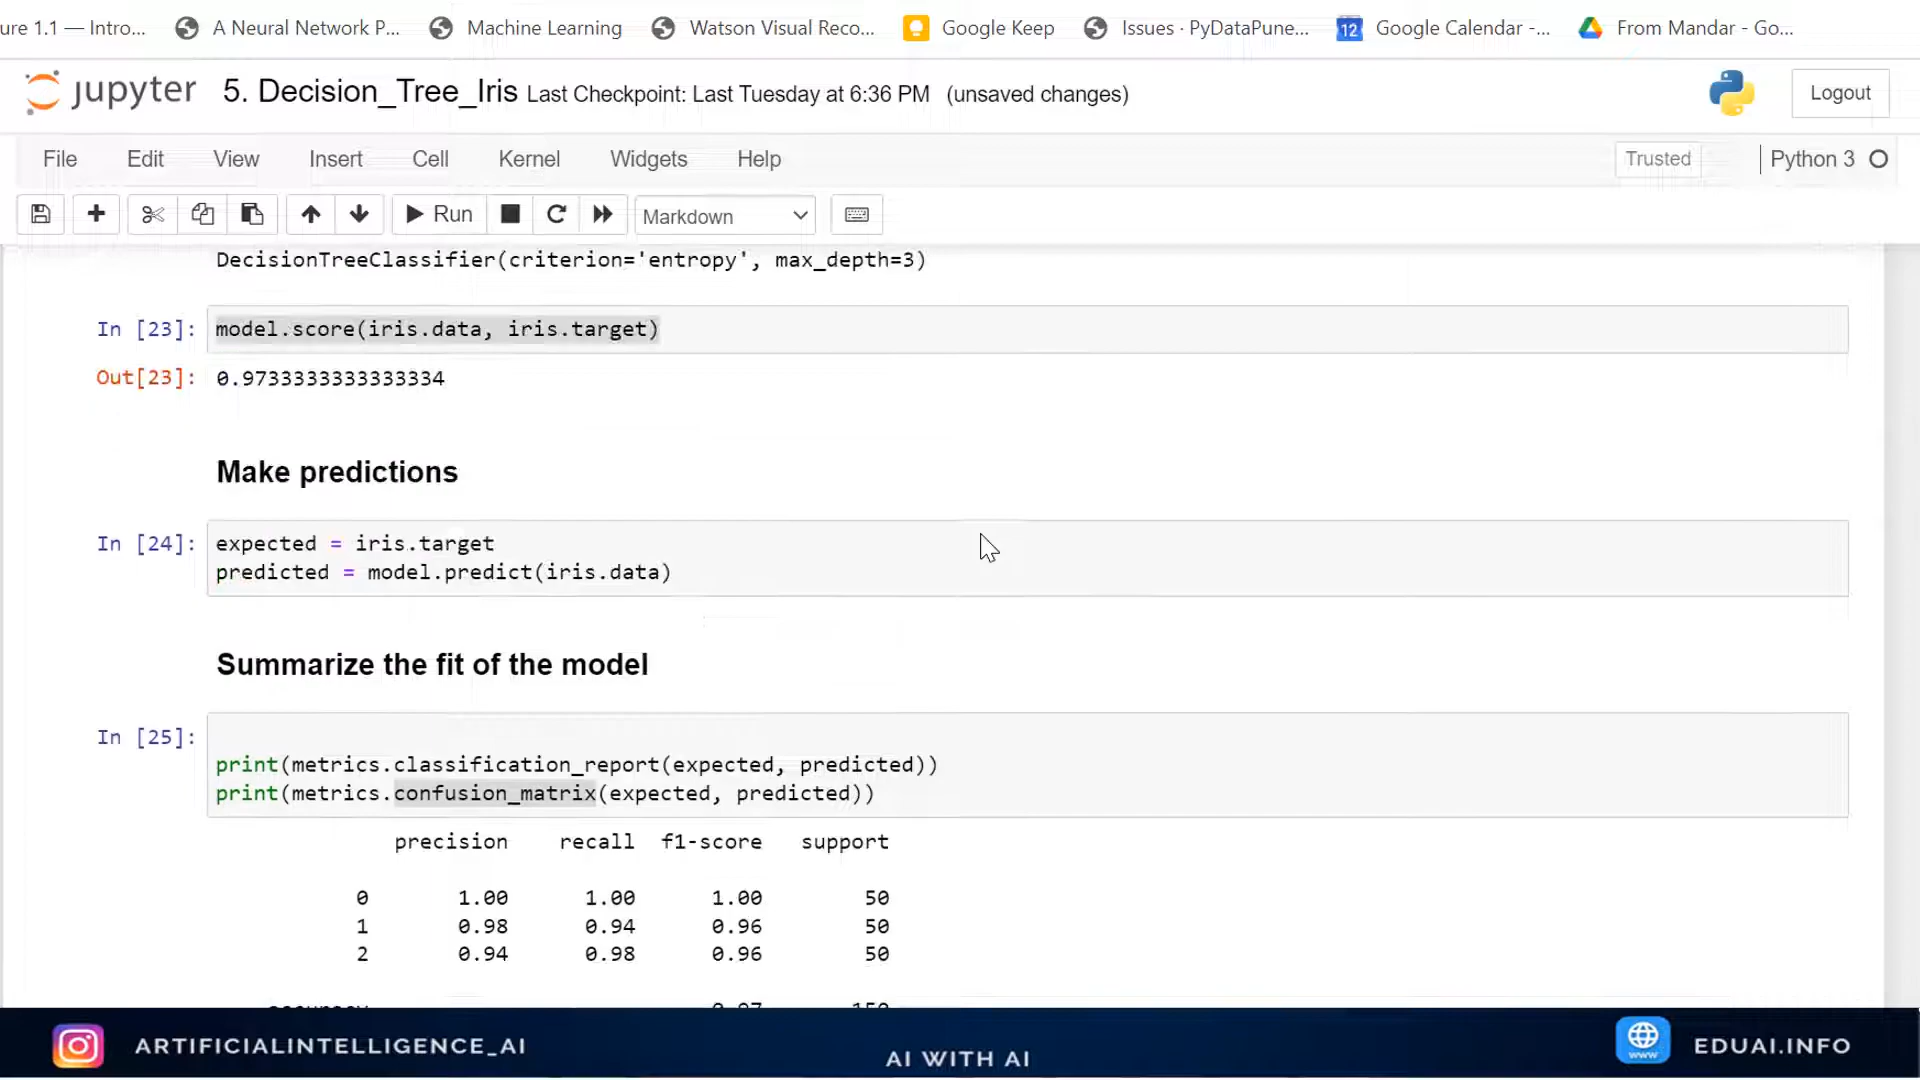 ure 1.1 — Intro... A Neural Network P... Machine Learning Watson Visual Reco... Google Keep Issues · PyDataPune... 12 Google Calendar -... From Mandar - Go...
jupyter 5. Decision_Tree_Iris Last Checkpoint: Last Tuesday at 6:36 PM (unsaved changes) Logout
File Edit View Insert Cell Kernel Widgets Help Trusted Python 3
Run Markdown
DecisionTreeClassifier(criterion='entropy', max_depth=3)
In [23]: model.score(iris.data, iris.target)
Out[23]: 0.9733333333333334
Make predictions
In [24]: expected = iris.target
predicted = model.predict(iris.data)
Summarize the fit of the model
In [25]:
print(metrics.classification_report(expected, predicted))
print(metrics.confusion_matrix(expected, predicted))
precision recall f1-score support
0 1.00 1.00 1.00 50
1 0.98 0.94 0.96 50
2 0.94 0.98 0.96 50
accuracy 0.97 150
ARTIFICIALINTELLIGENCE_AI AI WITH AI www EDUAI.INFO